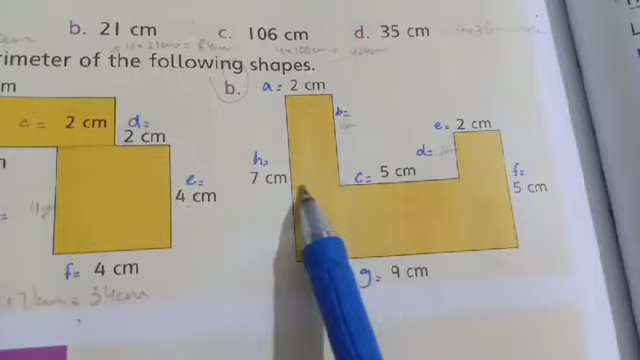 b. 21 cm
c. 106 cm
d. 35 cm
rimeter of the following shapes.
m
c = 2 cm
d=
2 cm
e=
4 cm
f= 4 cm
= 34cm
b.
a= 2 cm
b=
h=
7 cm
c= 5 cm
d=
e= 2 cm
f=
5 cm
g= 9 cm